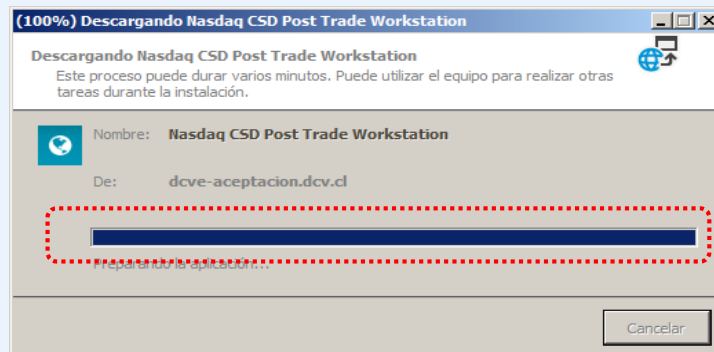 (100%) Descargando Nasdaq CSD Post Trade Workstation
Descargando Nasdaq CSD Post Trade Workstation
Este proceso puede durar varios minutos. Puede utilizar el equipo para realizar otras
tareas durante la instalación.
Nombre: Nasdaq CSD Post Trade Workstation
De: dcve-aceptacion.dcv.cl
Preparando la aplicación...
Cancelar